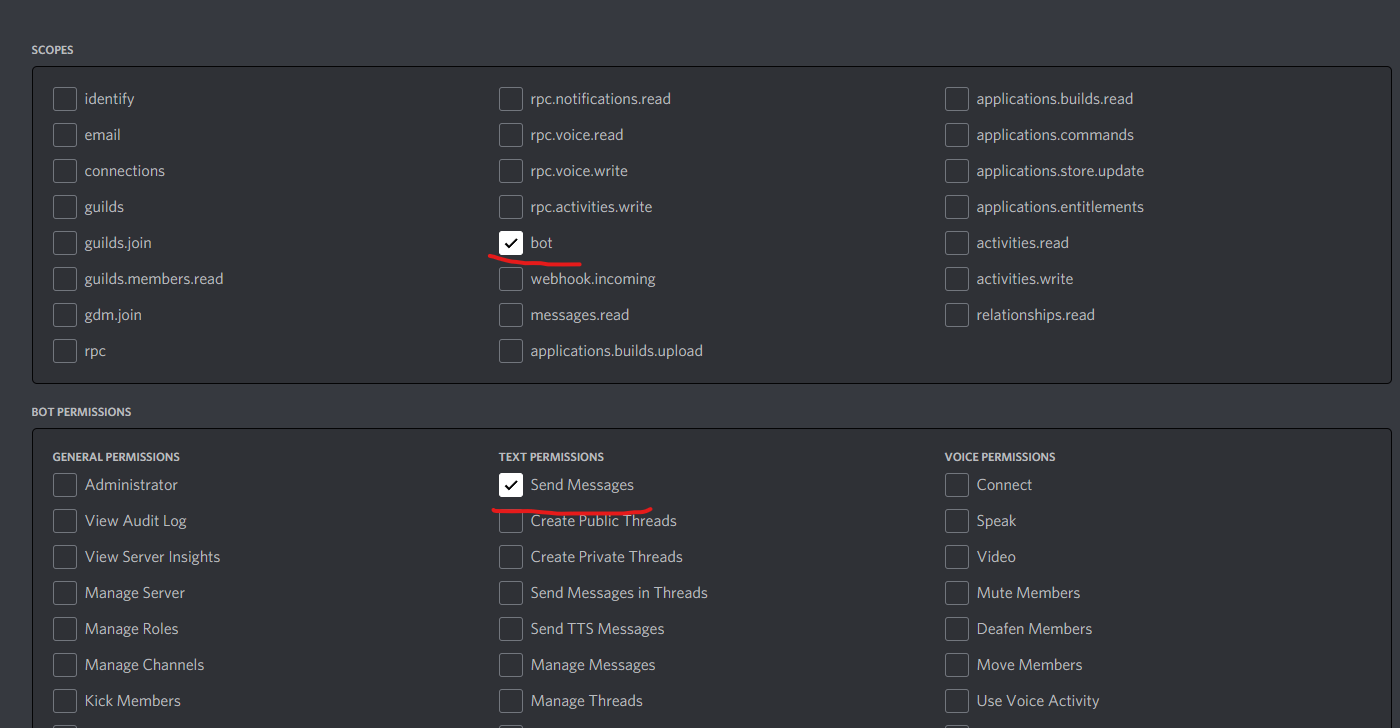 SCOPES
identify
rpc.notifications.read
applications.builds.read
email
rpc.voice.read
applications.commands
connections
rpc.voice.write
applications.store.update
guilds
rpc.activities.write
applications.entitlements
guilds.join
bot
activities.read
guilds.members.read
webhook.incoming
activities.write
gdm.join
messages.read
relationships.read
rpc
applications.builds.upload
BOT PERMISSIONS
GENERAL PERMISSIONS
TEXT PERMISSIONS
VOICE PERMISSIONS
Administrator
Send Messages
Connect
View Audit Log
Create Public Threads
Speak
View Server Insights
Create Private Threads
Video
Manage Server
Send Messages in Threads
Mute Members
Manage Roles
Send TTS Messages
Deafen Members
Manage Channels
Manage Messages
Move Members
Kick Members
Manage Threads
Use Voice Activity